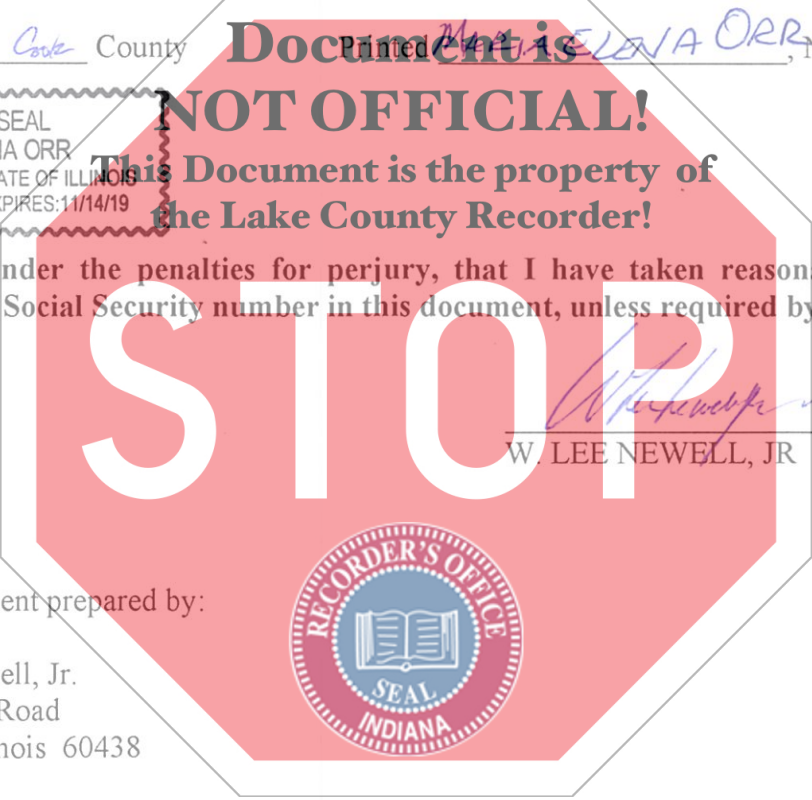 Cook County
Printed MARIA ELENA ORR, N
Document is
NOT OFFICIAL!
This Document is the property of
the Lake County Recorder!
SEAL
IA ORR
ATE OF ILLINOIS
XPIRES:11/14/19
nder the penalties for perjury, that I have taken reason
Social Security number in this document, unless required by
STOP
W. LEE NEWELL, JR
RECORDER'S OFFICE
SEAL
INDIANA
ent prepared by:
ell, Jr.
Road
nois 60438